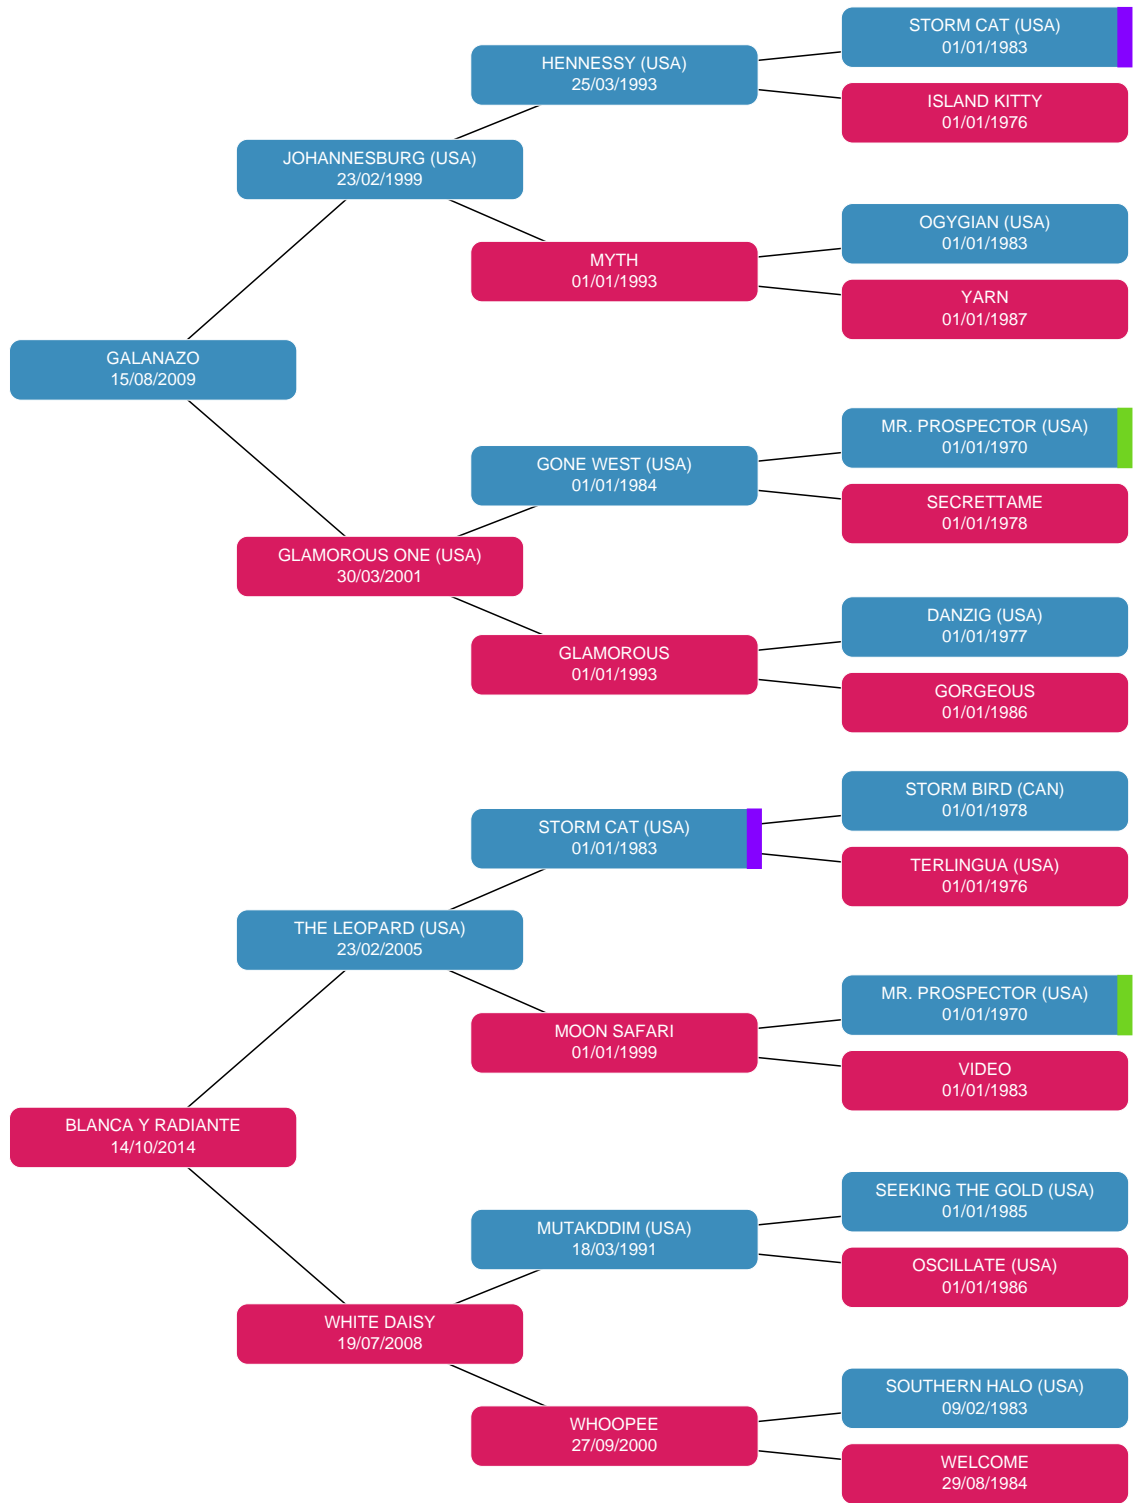 STORM CAT (USA)
01/01/1983
HENNESSY (USA)
25/03/1993
ISLAND KITTY
01/01/1976
JOHANNESBURG (USA)
23/02/1999
OGYGIAN (USA)
01/01/1983
MYTH
01/01/1993
YARN
01/01/1987
GALANAZO
15/08/2009
MR. PROSPECTOR (USA)
01/01/1970
GONE WEST (USA)
01/01/1984
SECRETTAME
01/01/1978
GLAMOROUS ONE (USA)
30/03/2001
DANZIG (USA)
01/01/1977
GLAMOROUS
01/01/1993
GORGEOUS
01/01/1986
STORM BIRD (CAN)
01/01/1978
STORM CAT (USA)
01/01/1983
TERLINGUA (USA)
01/01/1976
THE LEOPARD (USA)
23/02/2005
MR. PROSPECTOR (USA)
01/01/1970
MOON SAFARI
01/01/1999
VIDEO
01/01/1983
BLANCA Y RADIANTE
14/10/2014
SEEKING THE GOLD (USA)
01/01/1985
MUTAKDDIM (USA)
18/03/1991
OSCILLATE (USA)
01/01/1986
WHITE DAISY
19/07/2008
SOUTHERN HALO (USA)
09/02/1983
WHOOPEE
27/09/2000
WELCOME
29/08/1984